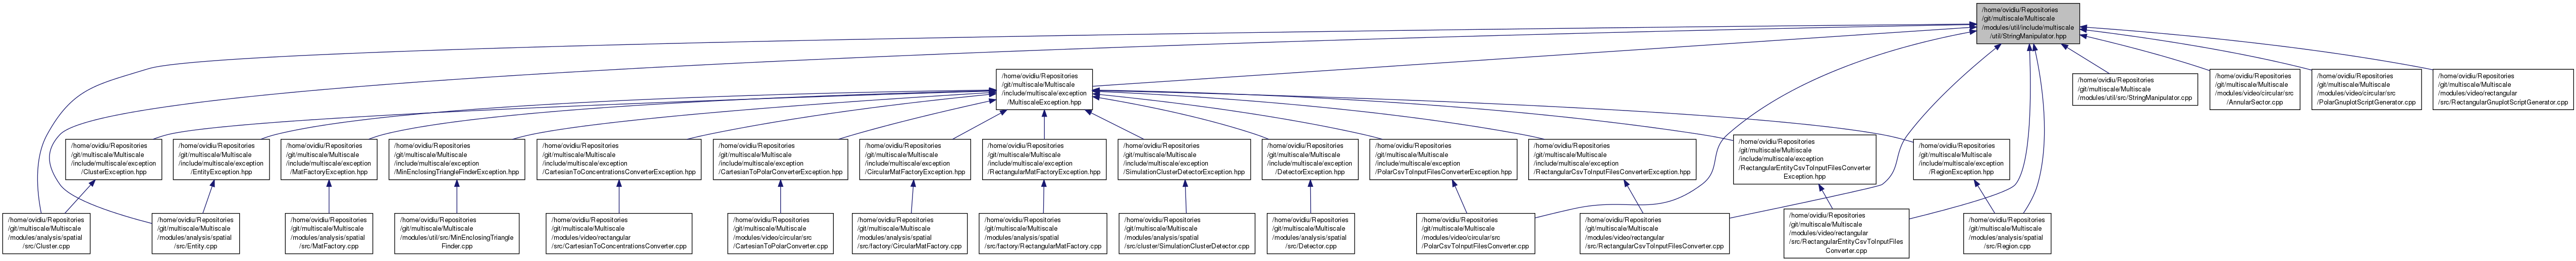 /home/ovidiu/Repositories
/git/multiscale/Multiscale
/modules/util/include/multiscale
/util/StringManipulator.hpp
/home/ovidiu/Repositories
/git/multiscale/Multiscale
/include/multiscale/exception
/MultiscaleException.hpp
/home/ovidiu/Repositories
/git/multiscale/Multiscale
/modules/util/src/StringManipulator.cpp
/home/ovidiu/Repositories
/git/multiscale/Multiscale
/modules/video/circular/src
/AnnularSector.cpp
/home/ovidiu/Repositories
/git/multiscale/Multiscale
/modules/video/circular/src
/PolarGnuplotScriptGenerator.cpp
/home/ovidiu/Repositories
/git/multiscale/Multiscale
/modules/video/rectangular
/src/RectangularGnuplotScriptGenerator.cpp
/home/ovidiu/Repositories
/git/multiscale/Multiscale
/include/multiscale/exception
/ClusterException.hpp
/home/ovidiu/Repositories
/git/multiscale/Multiscale
/include/multiscale/exception
/EntityException.hpp
/home/ovidiu/Repositories
/git/multiscale/Multiscale
/include/multiscale/exception
/MatFactoryException.hpp
/home/ovidiu/Repositories
/git/multiscale/Multiscale
/include/multiscale/exception
/MinEnclosingTriangleFinderException.hpp
/home/ovidiu/Repositories
/git/multiscale/Multiscale
/include/multiscale/exception
/CartesianToConcentrationsConverterException.hpp
/home/ovidiu/Repositories
/git/multiscale/Multiscale
/include/multiscale/exception
/CartesianToPolarConverterException.hpp
/home/ovidiu/Repositories
/git/multiscale/Multiscale
/include/multiscale/exception
/CircularMatFactoryException.hpp
/home/ovidiu/Repositories
/git/multiscale/Multiscale
/include/multiscale/exception
/RectangularMatFactoryException.hpp
/home/ovidiu/Repositories
/git/multiscale/Multiscale
/include/multiscale/exception
/SimulationClusterDetectorException.hpp
/home/ovidiu/Repositories
/git/multiscale/Multiscale
/include/multiscale/exception
/DetectorException.hpp
/home/ovidiu/Repositories
/git/multiscale/Multiscale
/include/multiscale/exception
/PolarCsvToInputFilesConverterException.hpp
/home/ovidiu/Repositories
/git/multiscale/Multiscale
/include/multiscale/exception
/RectangularCsvToInputFilesConverterException.hpp
/home/ovidiu/Repositories
/git/multiscale/Multiscale
/include/multiscale/exception
/RectangularEntityCsvToInputFilesConverter
Exception.hpp
/home/ovidiu/Repositories
/git/multiscale/Multiscale
/include/multiscale/exception
/RegionException.hpp
/home/ovidiu/Repositories
/git/multiscale/Multiscale
/modules/analysis/spatial
/src/Cluster.cpp
/home/ovidiu/Repositories
/git/multiscale/Multiscale
/modules/analysis/spatial
/src/Entity.cpp
/home/ovidiu/Repositories
/git/multiscale/Multiscale
/modules/analysis/spatial
/src/MatFactory.cpp
/home/ovidiu/Repositories
/git/multiscale/Multiscale
/modules/util/src/MinEnclosingTriangle
Finder.cpp
/home/ovidiu/Repositories
/git/multiscale/Multiscale
/modules/video/rectangular
/src/CartesianToConcentrationsConverter.cpp
/home/ovidiu/Repositories
/git/multiscale/Multiscale
/modules/video/circular/src
/CartesianToPolarConverter.cpp
/home/ovidiu/Repositories
/git/multiscale/Multiscale
/modules/analysis/spatial
/src/factory/CircularMatFactory.cpp
/home/ovidiu/Repositories
/git/multiscale/Multiscale
/modules/analysis/spatial
/src/factory/RectangularMatFactory.cpp
/home/ovidiu/Repositories
/git/multiscale/Multiscale
/modules/analysis/spatial
/src/cluster/SimulationClusterDetector.cpp
/home/ovidiu/Repositories
/git/multiscale/Multiscale
/modules/analysis/spatial
/src/Detector.cpp
/home/ovidiu/Repositories
/git/multiscale/Multiscale
/modules/video/circular/src
/PolarCsvToInputFilesConverter.cpp
/home/ovidiu/Repositories
/git/multiscale/Multiscale
/modules/video/rectangular
/src/RectangularCsvToInputFilesConverter.cpp
/home/ovidiu/Repositories
/git/multiscale/Multiscale
/modules/video/rectangular
/src/RectangularEntityCsvToInputFiles
Converter.cpp
/home/ovidiu/Repositories
/git/multiscale/Multiscale
/modules/analysis/spatial
/src/Region.cpp